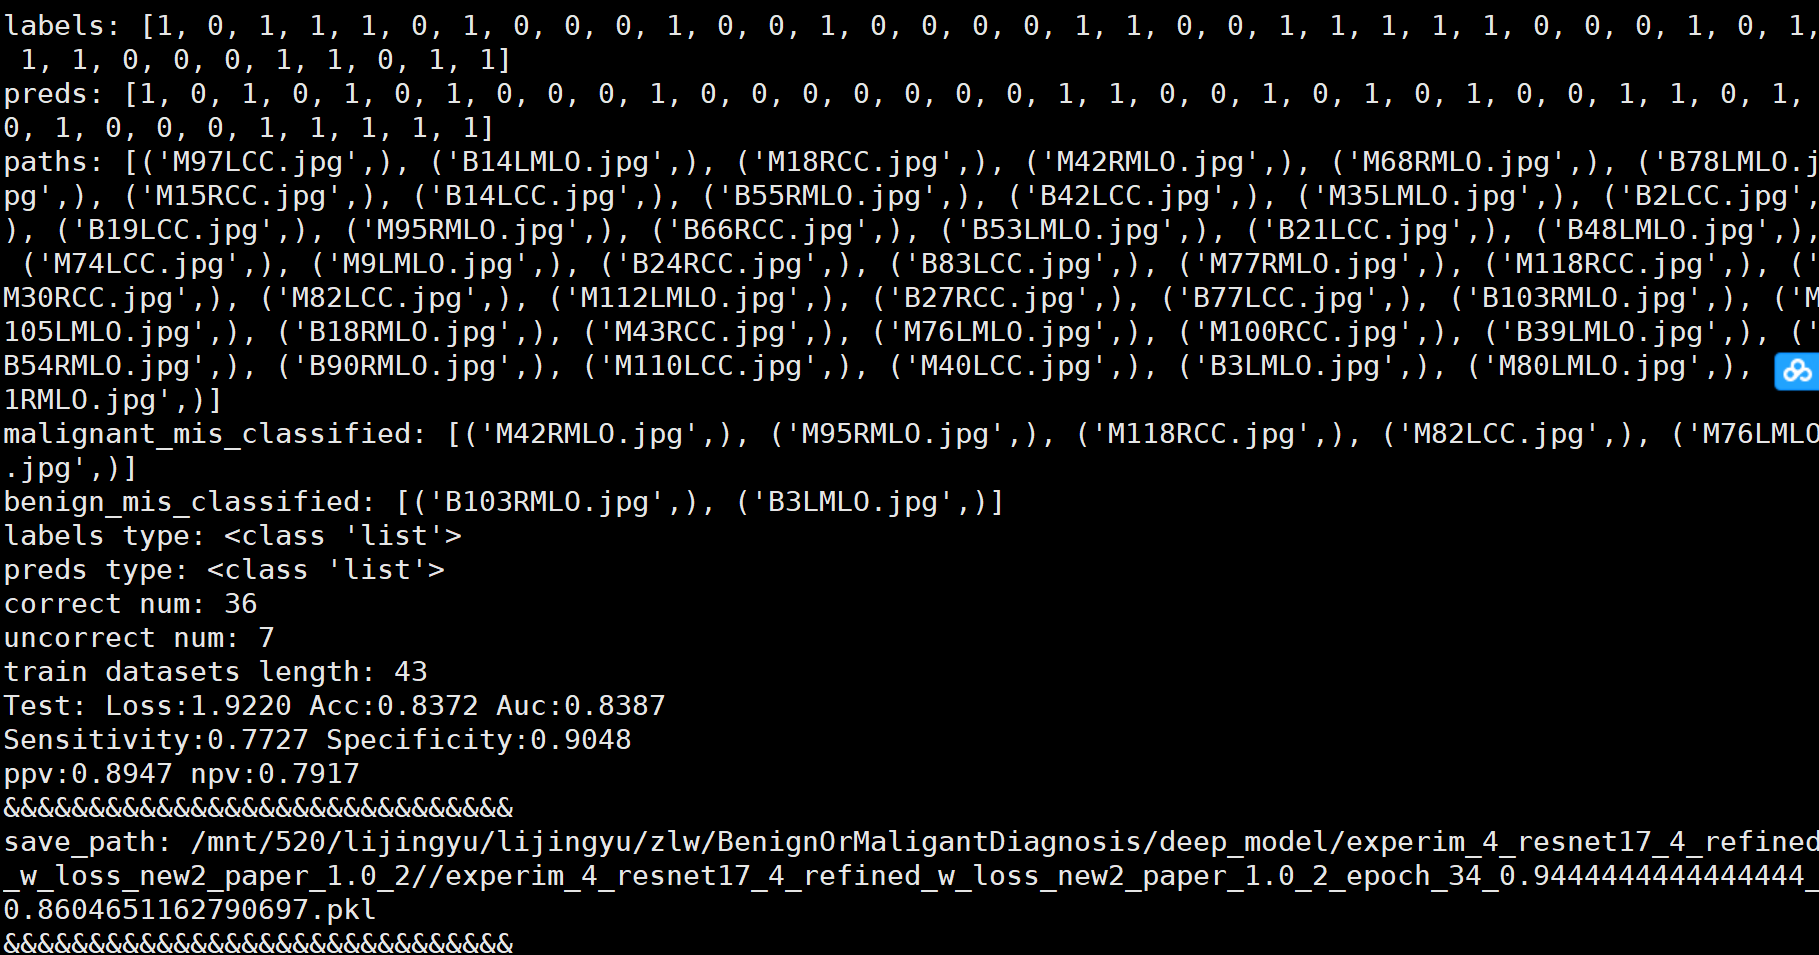 labels: [1, 0, 1, 1, 1, 0, 1, 0, 0, 0, 1, 0, 0, 1, 0, 0, 0, 0, 1, 1, 0, 0, 1, 1, 1, 1, 1, 0, 0, 0, 1, 0, 1,
1, 1, 0, 0, 0, 1, 1, 0, 1, 1]
preds: [1, 0, 1, 0, 1, 0, 1, 0, 0, 0, 1, 0, 0, 0, 0, 0, 0, 0, 1, 1, 0, 0, 1, 0, 1, 0, 1, 0, 0, 1, 1, 0, 1,
0, 1, 0, 0, 0, 1, 1, 1, 1, 1]
paths: [('M97LCC.jpg',), ('B14LMLO.jpg',), ('M18RCC.jpg',), ('M42RMLO.jpg',), ('M68RMLO.jpg',), ('B78LMLO.j
pg',), ('M15RCC.jpg',), ('B14LCC.jpg',), ('B55RMLO.jpg',), ('B42LCC.jpg',), ('M35LMLO.jpg',), ('B2LCC.jpg',
), ('B19LCC.jpg',), ('M95RMLO.jpg',), ('B66RCC.jpg',), ('B53LMLO.jpg',), ('B21LCC.jpg',), ('B48LMLO.jpg',),
('M74LCC.jpg',), ('M9LMLO.jpg',), ('B24RCC.jpg',), ('B83LCC.jpg',), ('M77RMLO.jpg',), ('M118RCC.jpg',), ('
M30RCC.jpg',), ('M82LCC.jpg',), ('M112LMLO.jpg',), ('B27RCC.jpg',), ('B77LCC.jpg',), ('B103RMLO.jpg',), ('M
105LMLO.jpg',), ('B18RMLO.jpg',), ('M43RCC.jpg',), ('M76LMLO.jpg',), ('M100RCC.jpg',), ('B39LMLO.jpg',), ('
B54RMLO.jpg',), ('B90RMLO.jpg',), ('M110LCC.jpg',), ('M40LCC.jpg',), ('B3LMLO.jpg',), ('M80LMLO.jpg',),
1RMLO.jpg',)]
malignant_mis_classified: [('M42RMLO.jpg',), ('M95RMLO.jpg',), ('M118RCC.jpg',), ('M82LCC.jpg',), ('M76LMLO
.jpg',)]
benign_mis_classified: [('B103RMLO.jpg',), ('B3LMLO.jpg',)]
labels type: <class 'list'>
preds type: <class 'list'>
correct num: 36
uncorrect num: 7
train datasets length: 43
Test: Loss:1.9220 Acc:0.8372 Auc:0.8387
Sensitivity:0.7727 Specificity:0.9048
ppv:0.8947 npv:0.7917
&&&&&&&&&&&&&&&&&&&&&&&&&&&&&&
save_path: /mnt/520/lijingyu/lijingyu/zlw/BenignOrMaligantDiagnosis/deep_model/experim_4_resnet17_4_refined
_w_loss_new2_paper_1.0_2//experim_4_resnet17_4_refined_w_loss_new2_paper_1.0_2_epoch_34_0.9444444444444444_
0.8604651162790697.pkl
&&&&&&&&&&&&&&&&&&&&&&&&&&&&&&